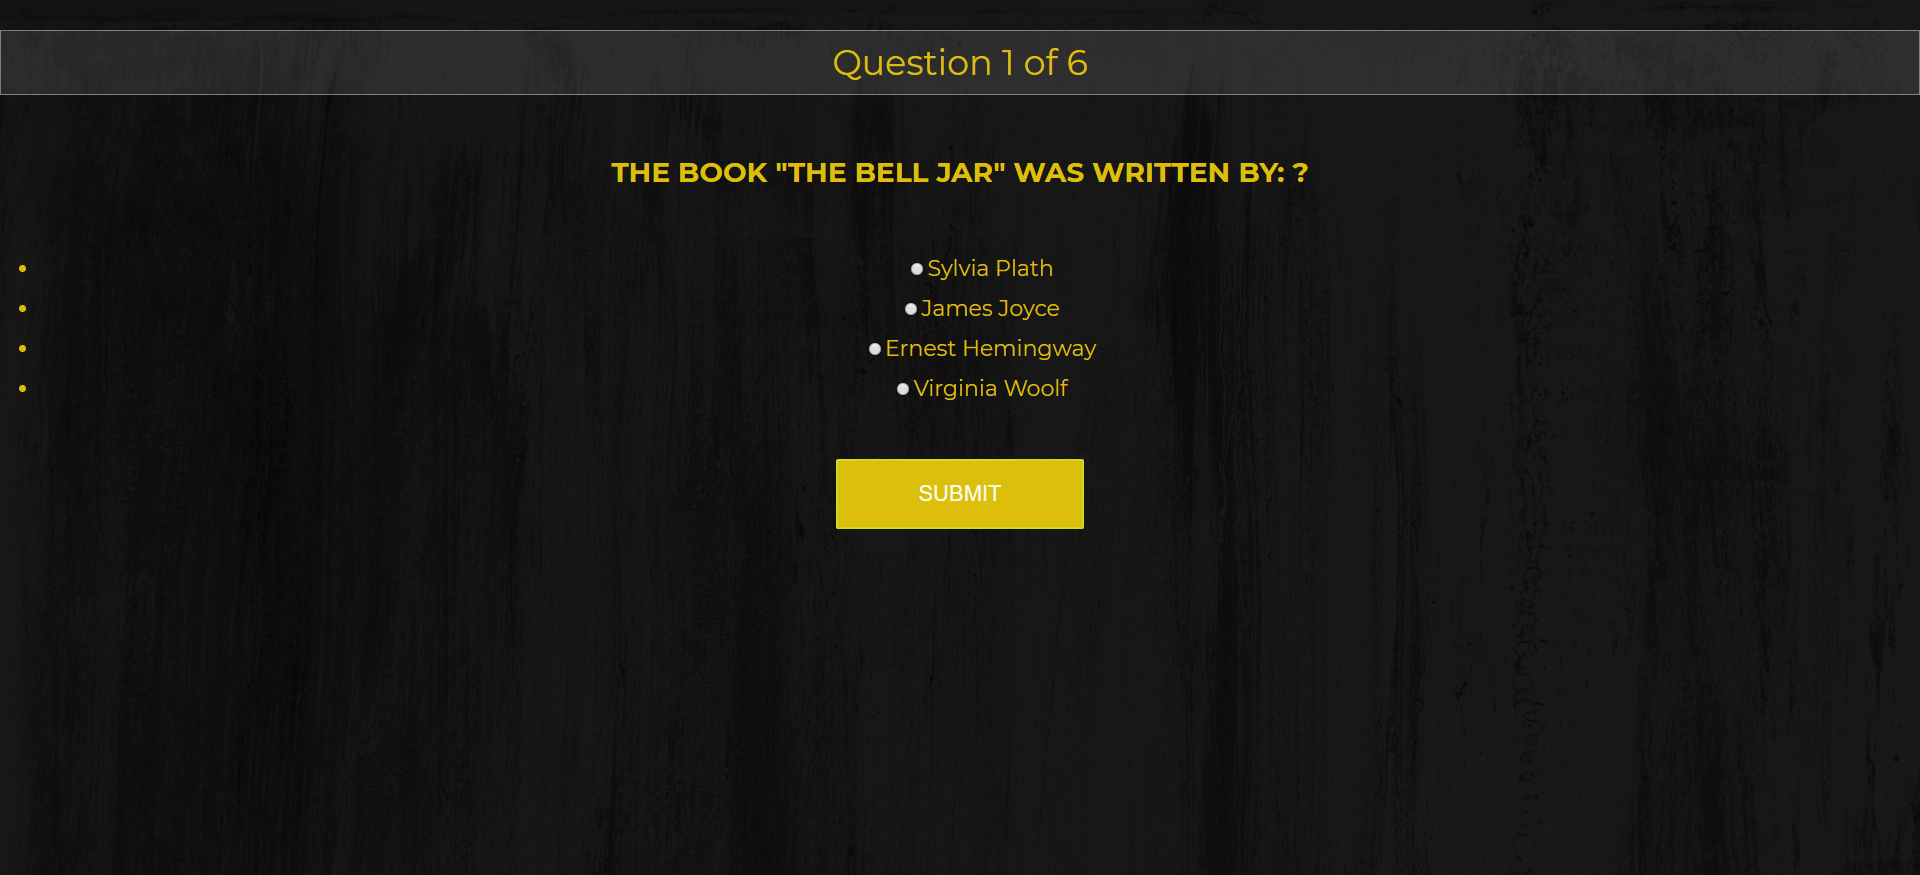 Question 1 of 6
THE BOOK "THE BELL JAR" WAS WRITTEN BY: ?
Sylvia Plath
James Joyce
Ernest Hemingway
Virginia Woolf
SUBMIT